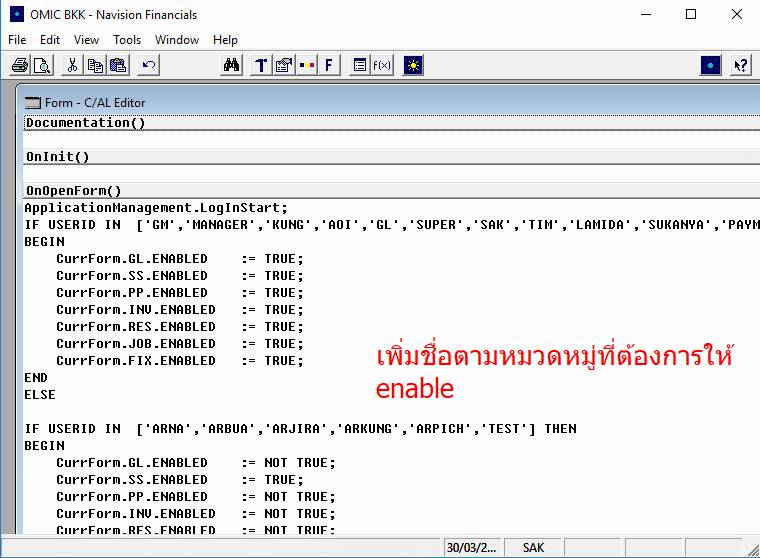 OMIC BKK - Navision Financials
File Edit View Tools Window Help
T F f(x) ?
Form - C/AL Editor
Documentation()
OnInit()
OnOpenForm()
ApplicationManagement.LogInStart;
IF USERID IN ['GM','MANAGER','KUNG','AOI','GL','SUPER','SAK','TIM','LAMIDA','SUKANYA','PAYM
BEGIN
CurrForm.GL.ENABLED := TRUE;
CurrForm.SS.ENABLED := TRUE;
CurrForm.PP.ENABLED := TRUE;
CurrForm.INV.ENABLED := TRUE;
CurrForm.RES.ENABLED := TRUE;
CurrForm.JOB.ENABLED := TRUE;
CurrForm.FIX.ENABLED := TRUE;
END
ELSE
เพิ่มชื่อตามหมวดหมู่ที่ต้องการให้
enable
IF USERID IN ['ARNA','ARBUA','ARJIRA','ARKUNG','ARPICH','TEST'] THEN
BEGIN
CurrForm.GL.ENABLED := NOT TRUE;
CurrForm.SS.ENABLED := TRUE;
CurrForm.PP.ENABLED := NOT TRUE;
CurrForm.INV.ENABLED := NOT TRUE;
CurrForm.RES.ENABLED := NOT TRUE;
30/03/2... SAK